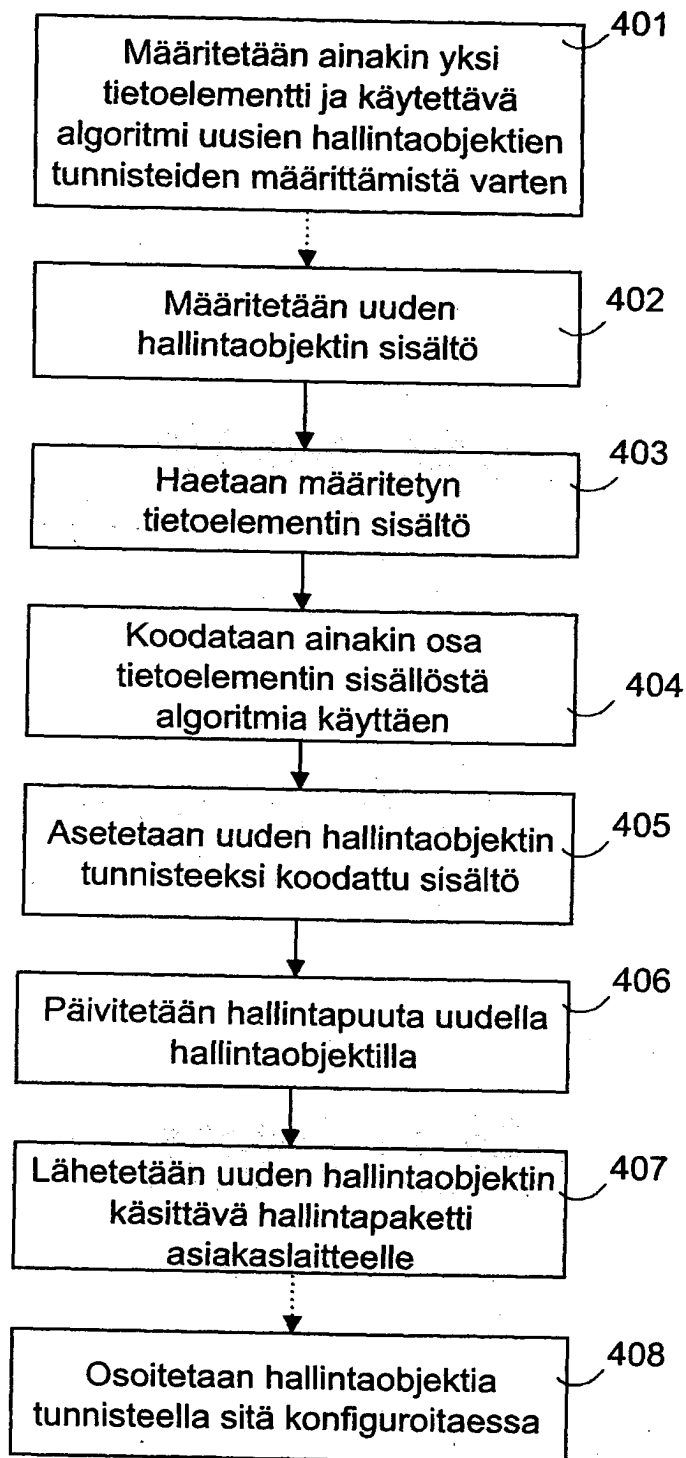 401
Määritetään ainakin yksi
tietoelementti ja käytettävä
algoritmi uusien hallintaobjektien
tunnisteiden määrittämistä varten
402
Määritetään uuden
hallintaobjektin sisältö
403
Haetaan määritetyn
tietoelementin sisältö
Koodataan ainakin osa
tietoelementin sisällöstä
algoritmia käyttäen
404
Asetetaan uuden hallintaobjektin
tunnisteeksi koodattu sisältö
405
406
Päivitetään hallintapuuta uudella
hallintaobjektilla
407
Lähetetään uuden hallintaobjektin
käsittävä hallintapaketti
asiakaslaitteelle
408
Osoitetaan hallintaobjektia
tunnisteella sitä konfiguroitaessa